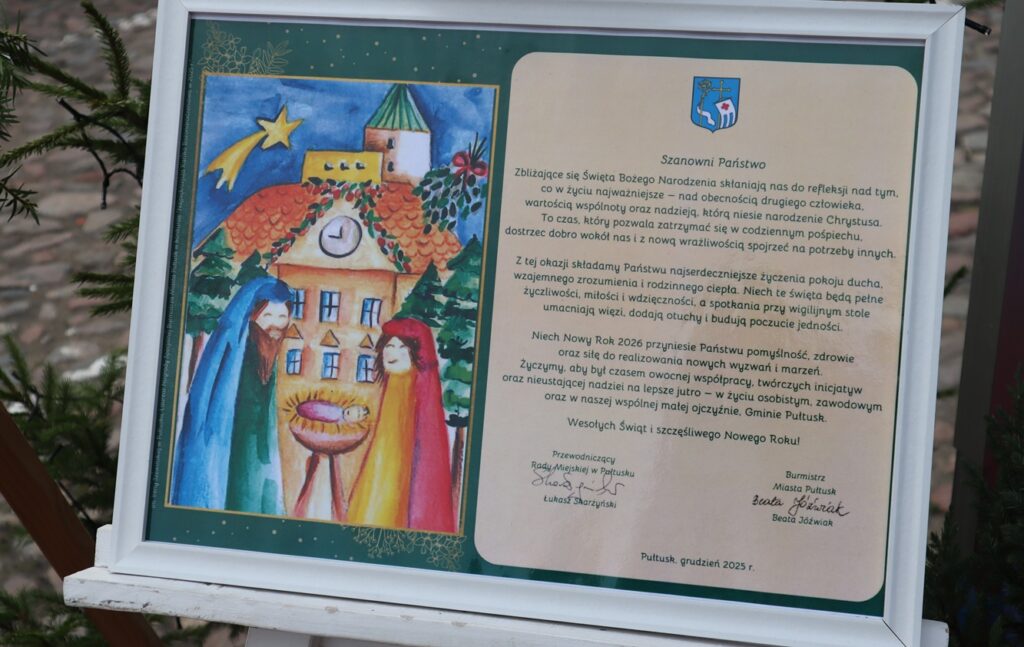 Szanowni Państwo
Zbliżające się Święta Bożego Narodzenia skłaniają nas do refleksji nad tym,
co w życiu najważniejsze – nad obecnością drugiego człowieka,
wartością wspólnoty oraz nadzieją, którą niesie narodzenie Chrystusa.
To czas, który pozwala zatrzymać się w codziennym pośpiechu,
dostrzec dobro wokół nas i z nową wrażliwością spojrzeć na potrzeby innych.
Z tej okazji składamy Państwu najserdeczniejsze życzenia pokoju ducha,
wzajemnego zrozumienia i rodzinnego ciepła. Niech te święta będą pełne
życzliwości, miłości i wdzięczności, a spotkania przy wigilijnym stole
umacniają więzi, dodają otuchy i budują poczucie jedności.
Niech Nowy Rok 2026 przyniesie Państwu pomyślność, zdrowie
oraz siłę do realizowania nowych wyzwań i marzeń.
Życzymy, aby był czasem owocnej współpracy, twórczych inicjatyw
oraz nieustającej nadziei na lepsze jutro – w życiu osobistym, zawodowym
oraz w naszej wspólnej małej ojczyźnie, Gminie Pułtusk.
Wesołych Świąt i szczęśliwego Nowego Roku!
Przewodniczący
Rady Miejskiej w Pułtusku
Łukasz Skarzyński
Burmistrz
Miasta Pułtusk
Beata Jóźwiak
Beata Jóźwiak
Pułtusk, grudzień 2025 r.